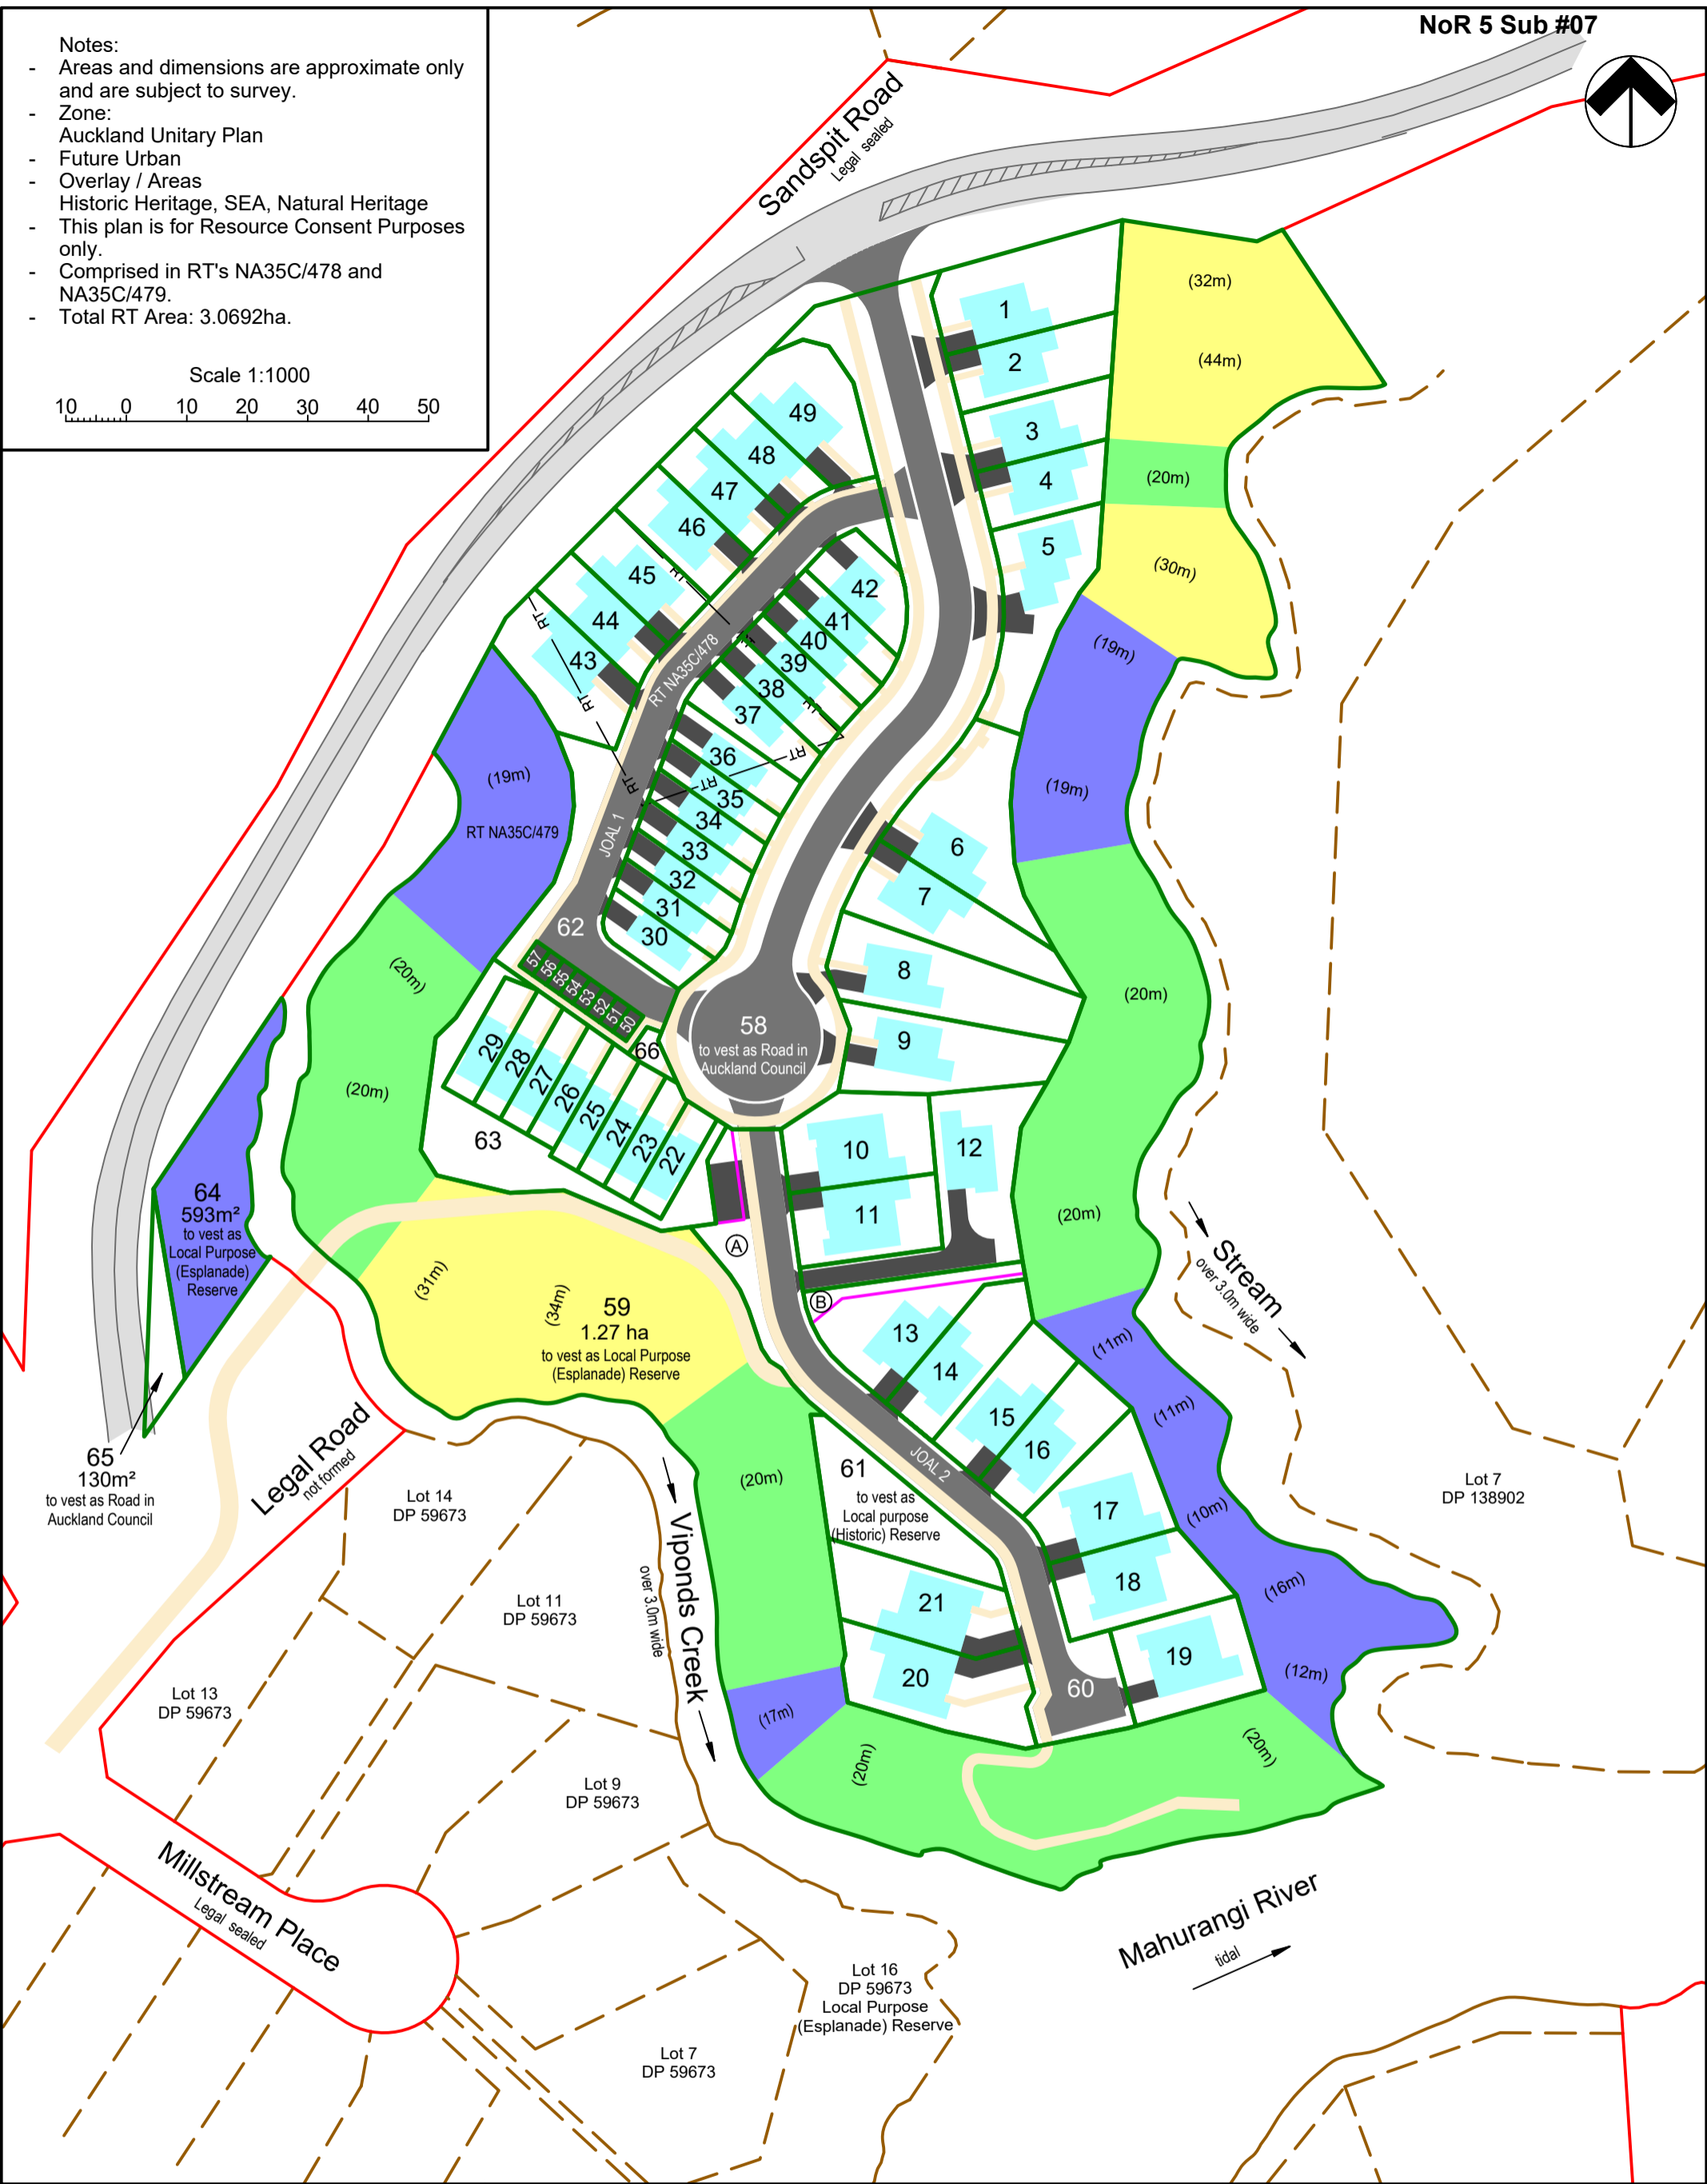 NoR 5 Sub #07
Notes:
- Areas and dimensions are approximate only
and are subject to survey.
- Zone:
Auckland Unitary Plan
- Future Urban
- Overlay / Areas
Historic Heritage, SEA, Natural Heritage
- This plan is for Resource Consent Purposes
only.
- Comprised in RT's NA35C/478 and
NA35C/479.
- Total RT Area: 3.0692ha.
Scale 1:1000
10 0 10 20 30 40 50
Sandspit Road
Legal sealed
(32m)
(44m)
(20m)
(30m)
(19m)
(19m)
(20m)
(20m)
(11m)
(11m)
(10m)
(16m)
(12m)
(20m)
(20m)
(17m)
(20m)
(34m)
(31m)
(20m)
(20m)
(19m)
RT NA35C/479
1
2
3
4
5
6
7
8
9
10
11
12
13
14
15
16
17
18
19
20
21
22
23
24
25
26
27
28
29
30
31
32
33
34
35
36
37
38
39
40
41
42
43
44
45
46
47
48
49
RT
RT
RT
RT
RT
RT
RT
RT
RT NA35C/478
JOAL 1
62
57
56
55
54
53
52
51
50
66
63
58
to vest as Road in
Auckland Council
A
B
JOAL 2
60
61
to vest as
Local purpose
(Historic) Reserve
59
1.27 ha
to vest as Local Purpose
(Esplanade) Reserve
64
593m²
to vest as
Local Purpose
(Esplanade)
Reserve
65
130m²
to vest as Road in
Auckland Council
Legal Road
not formed
Stream
over 3.0m wide
Viponds Creek
over 3.0m wide
Lot 7
DP 138902
Lot 14
DP 59673
Lot 11
DP 59673
Lot 13
DP 59673
Lot 9
DP 59673
Millstream Place
Legal sealed
Mahurangi River
tidal
Lot 16
DP 59673
Local Purpose
(Esplanade) Reserve
Lot 7
DP 59673